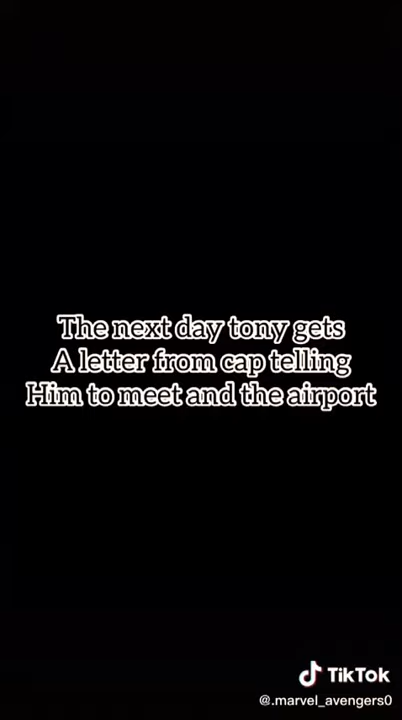 The next day tony gets
A letter from cap telling
Him to meet and the airport
TikTok
@.marvel_avengers0